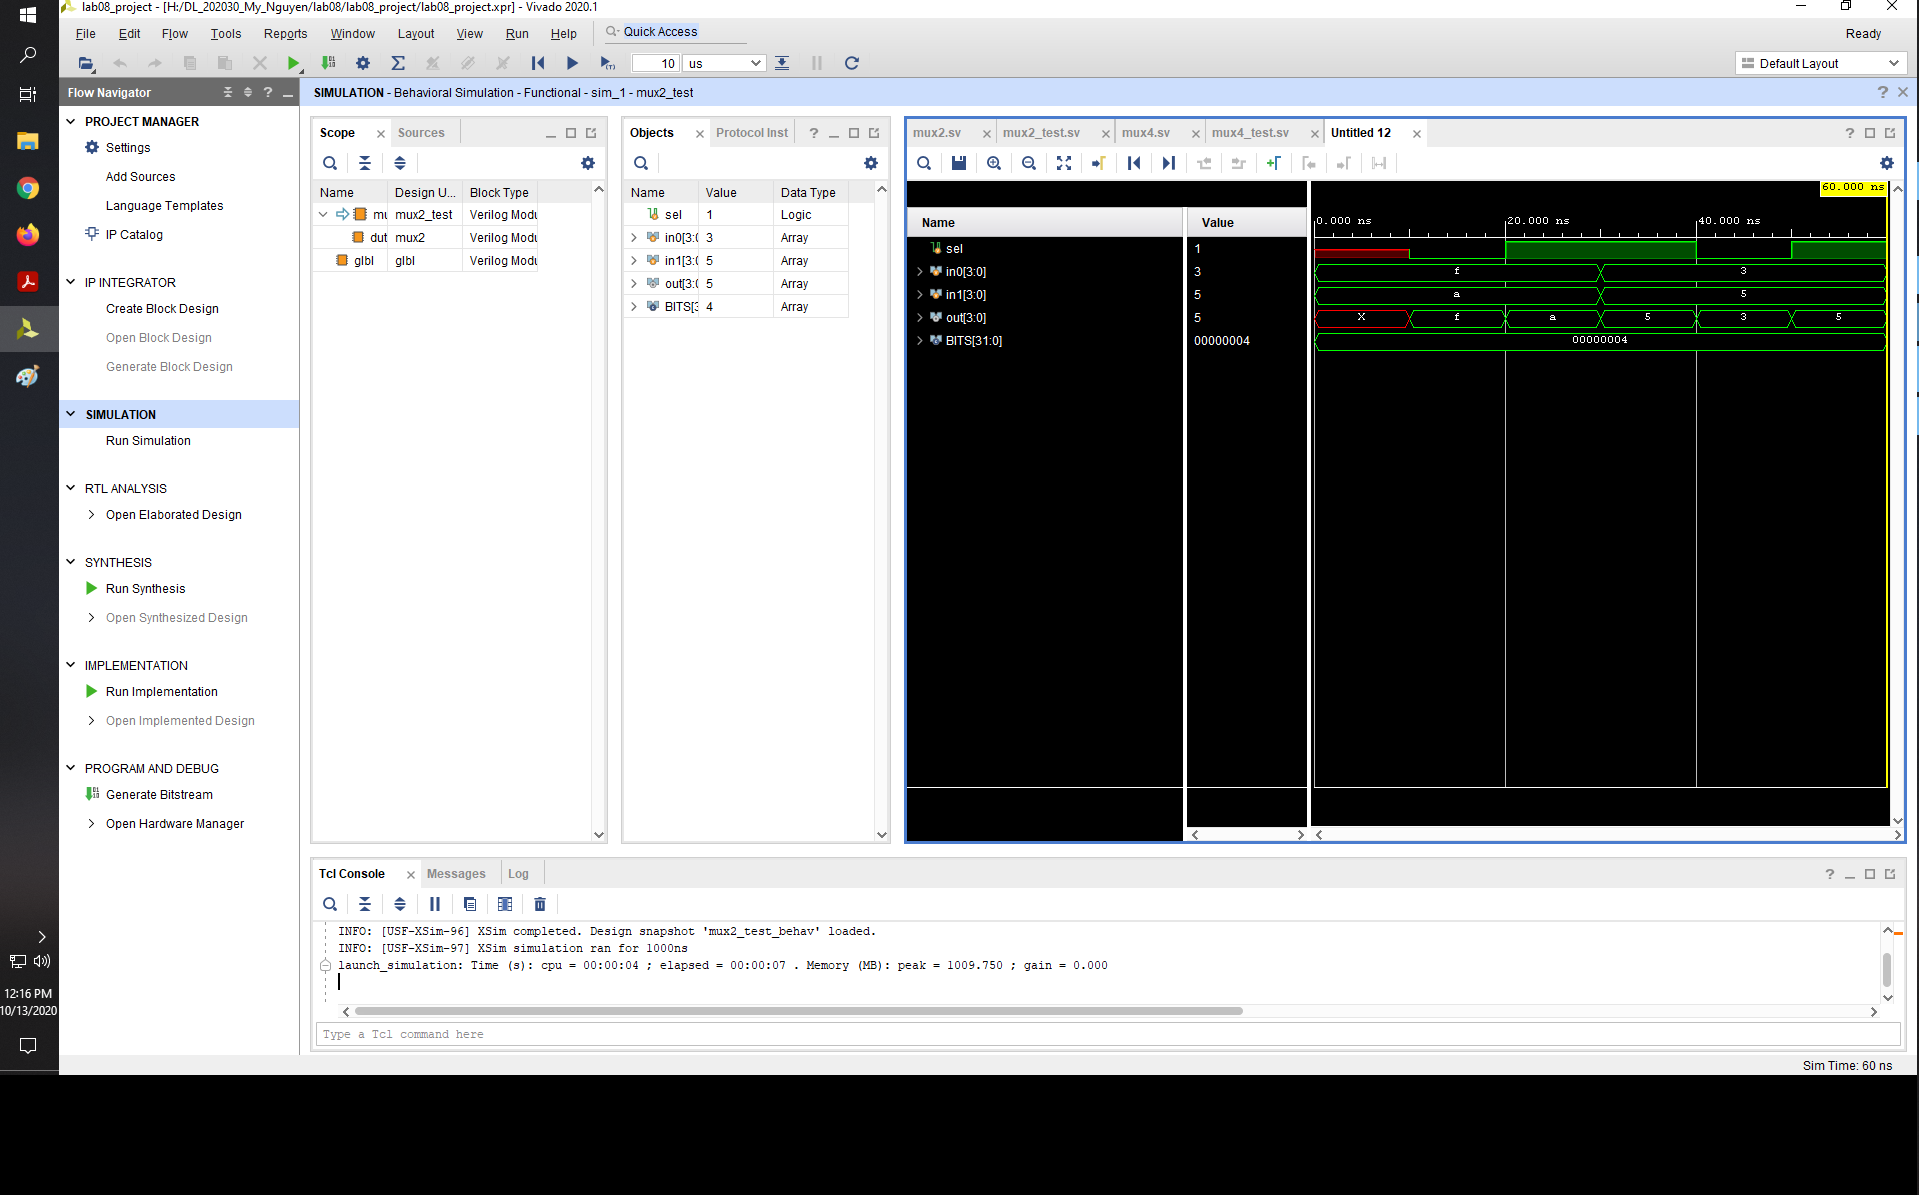 lab08_project - [H:/DL_202030_My_Nguyen/lab08/lab08_project/lab08_project.xpr] - Vivado 2020.1
File Edit Flow Tools Reports Window Layout View Run Help Quick Access
Ready
10 us
Default Layout
Flow Navigator
SIMULATION - Behavioral Simulation - Functional - sim_1 - mux2_test
PROJECT MANAGER
Settings
Add Sources
Language Templates
IP Catalog
IP INTEGRATOR
Create Block Design
Open Block Design
Generate Block Design
SIMULATION
Run Simulation
RTL ANALYSIS
Open Elaborated Design
SYNTHESIS
Run Synthesis
Open Synthesized Design
IMPLEMENTATION
Run Implementation
Open Implemented Design
PROGRAM AND DEBUG
Generate Bitstream
Open Hardware Manager
Scope Sources
Name Design U... Block Type
mu mux2_test Verilog Modu
dut mux2 Verilog Modu
glbl glbl Verilog Modu
Objects Protocol Inst
Name Value Data Type
sel 1 Logic
in0[3:0 3 Array
in1[3:0 5 Array
out[3:0 5 Array
BITS[3 4 Array
mux2.sv mux2_test.sv mux4.sv mux4_test.sv Untitled 12
60.000 ns
Name Value
0.000 ns 20.000 ns 40.000 ns
sel 1
in0[3:0] 3 f 3
in1[3:0] 5 a 5
out[3:0] 5 X f a 5 3 5
BITS[31:0] 00000004 00000004
Tcl Console Messages Log
INFO: [USF-XSim-96] XSim completed. Design snapshot 'mux2_test_behav' loaded.
INFO: [USF-XSim-97] XSim simulation ran for 1000ns
launch_simulation: Time (s): cpu = 00:00:04 ; elapsed = 00:00:07 . Memory (MB): peak = 1009.750 ; gain = 0.000
Type a Tcl command here
Sim Time: 60 ns
12:16 PM
10/13/2020